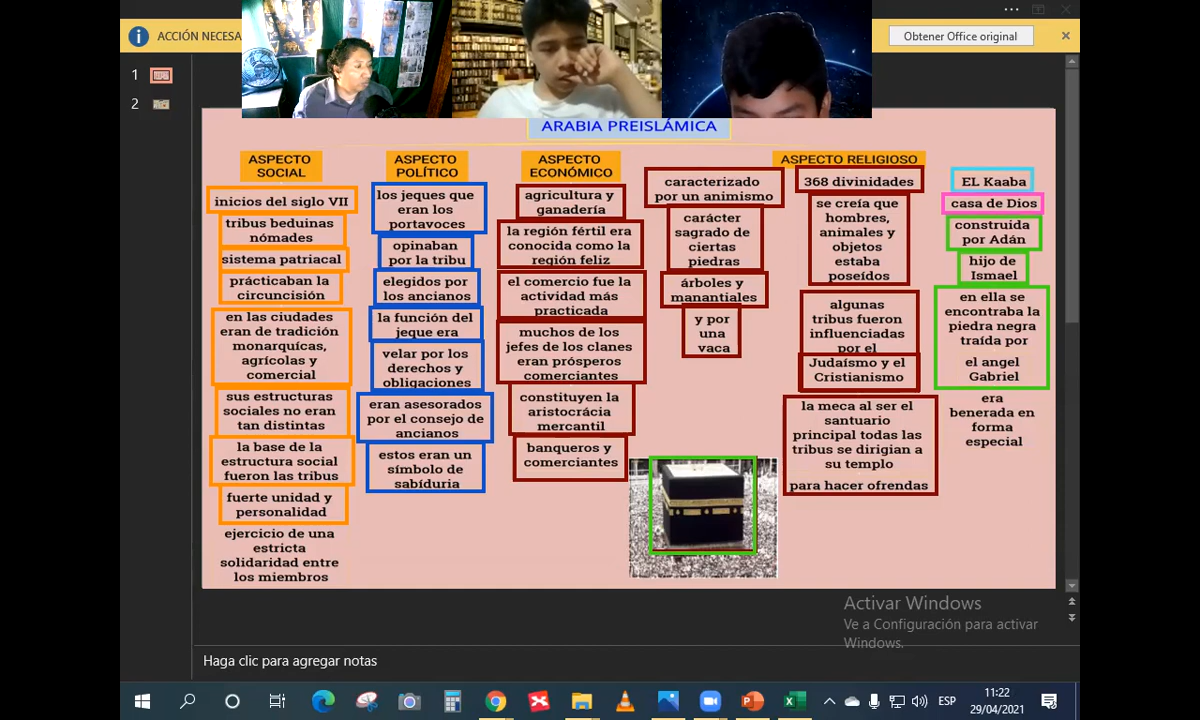 ACCIÓN NECESA
Obtener Office original
1
2
ARABIA PREISLÁMICA
ASPECTO
SOCIAL
inicios del siglo VII
tribus beduinas
nómades
sistema patriacal
prácticaban la
circuncisión
en las ciudades
eran de tradición
monarquícas,
agrícolas y
comercial
sus estructuras
sociales no eran
tan distintas
la base de la
estructura social
fueron las tribus
fuerte unidad y
personalidad
ejercicio de una
estricta
solidaridad entre
los miembros
ASPECTO
POLÍTICO
los jeques que
eran los
portavoces
opinaban
por la tribu
elegidos por
los ancianos
la función del
jeque era
velar por los
derechos y
obligaciones
eran asesorados
por el consejo de
ancianos
estos eran un
símbolo de
sabíduria
ASPECTO
ECONÓMICO
agricultura y
ganadería
la región fértil era
conocida como la
región feliz
el comercio fue la
actividad más
practicada
muchos de los
jefes de los clanes
eran prósperos
comerciantes
constituyen la
aristocrácia
mercantil
banqueros y
comerciantes
ASPECTO RELIGIOSO
caracterizado
por un animismo
carácter
sagrado de
ciertas
piedras
árboles y
manantiales
y por
una
vaca
368 divinidades
se creía que
hombres,
animales y
objetos
estaba
poseídos
algunas
tribus fueron
influenciadas
por el
Judaísmo y el
Cristianismo
la meca al ser el
santuario
principal todas las
tribus se dirigian a
su templo
para hacer ofrendas
EL Kaaba
casa de Dios
construida
por Adán
hijo de
Ismael
en ella se
encontraba la
piedra negra
traída por
el angel
Gabriel
era
benerada en
forma
especial
Activar Windows
Ve a Configuración para activar
Windows.
Haga clic para agregar notas
ESP
11:22
29/04/2021